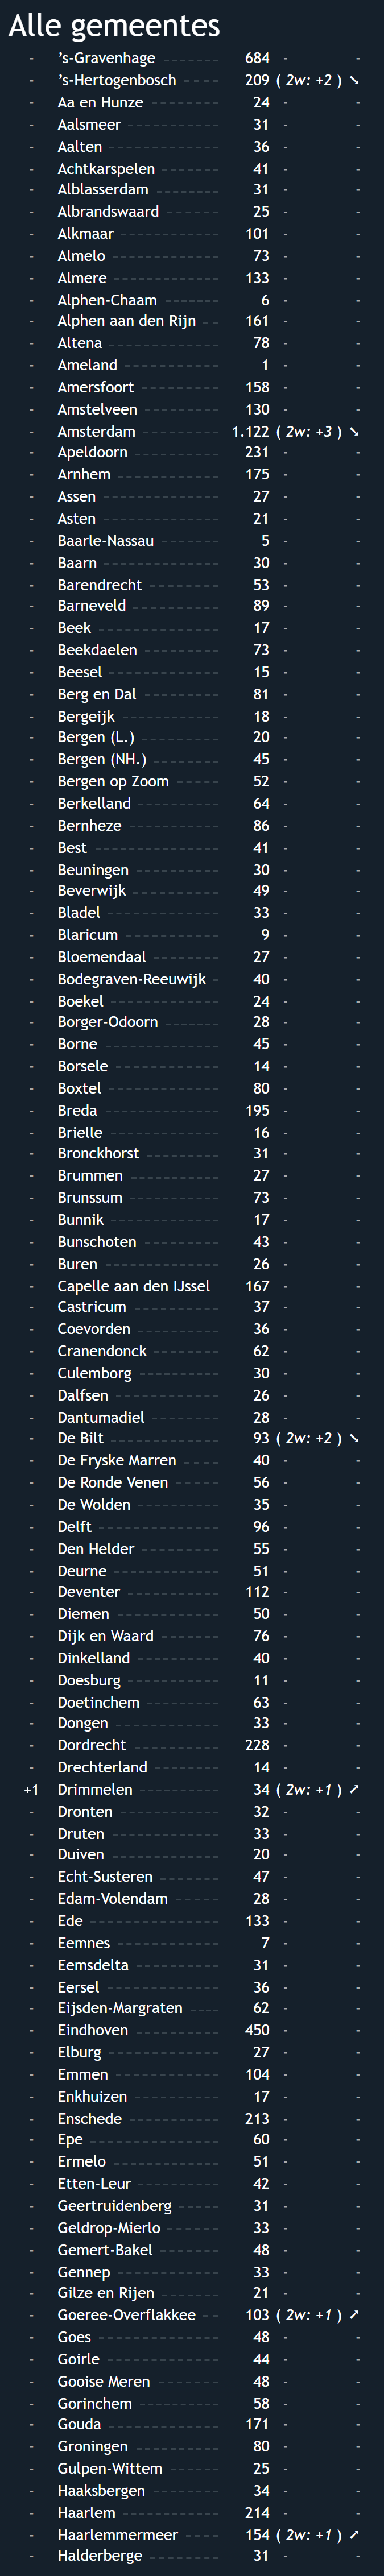 Alle gemeentes
- ’s-Gravenhage 684 - -
- ’s-Hertogenbosch 209 ( 2w: +2 ) ➘
- Aa en Hunze 24 - -
- Aalsmeer 31 - -
- Aalten 36 - -
- Achtkarspelen 41 - -
- Alblasserdam 31 - -
- Albrandswaard 25 - -
- Alkmaar 101 - -
- Almelo 73 - -
- Almere 133 - -
- Alphen-Chaam 6 - -
- Alphen aan den Rijn 161 - -
- Altena 78 - -
- Ameland 1 - -
- Amersfoort 158 - -
- Amstelveen 130 - -
- Amsterdam 1.122 ( 2w: +3 ) ➘
- Apeldoorn 231 - -
- Arnhem 175 - -
- Assen 27 - -
- Asten 21 - -
- Baarle-Nassau 5 - -
- Baarn 30 - -
- Barendrecht 53 - -
- Barneveld 89 - -
- Beek 17 - -
- Beekdaelen 73 - -
- Beesel 15 - -
- Berg en Dal 81 - -
- Bergeijk 18 - -
- Bergen (L.) 20 - -
- Bergen (NH.) 45 - -
- Bergen op Zoom 52 - -
- Berkelland 64 - -
- Bernheze 86 - -
- Best 41 - -
- Beuningen 30 - -
- Beverwijk 49 - -
- Bladel 33 - -
- Blaricum 9 - -
- Bloemendaal 27 - -
- Bodegraven-Reeuwijk 40 - -
- Boekel 24 - -
- Borger-Odoorn 28 - -
- Borne 45 - -
- Borsele 14 - -
- Boxtel 80 - -
- Breda 195 - -
- Brielle 16 - -
- Bronckhorst 31 - -
- Brummen 27 - -
- Brunssum 73 - -
- Bunnik 17 - -
- Bunschoten 43 - -
- Buren 26 - -
- Capelle aan den IJssel 167 - -
- Castricum 37 - -
- Coevorden 36 - -
- Cranendonck 62 - -
- Culemborg 30 - -
- Dalfsen 26 - -
- Dantumadiel 28 - -
- De Bilt 93 ( 2w: +2 ) ➘
- De Fryske Marren 40 - -
- De Ronde Venen 56 - -
- De Wolden 35 - -
- Delft 96 - -
- Den Helder 55 - -
- Deurne 51 - -
- Deventer 112 - -
- Diemen 50 - -
- Dijk en Waard 76 - -
- Dinkelland 40 - -
- Doesburg 11 - -
- Doetinchem 63 - -
- Dongen 33 - -
- Dordrecht 228 - -
- Drechterland 14 - -
+1 Drimmelen 34 ( 2w: +1 ) ➚
- Dronten 32 - -
- Druten 33 - -
- Duiven 20 - -
- Echt-Susteren 47 - -
- Edam-Volendam 28 - -
- Ede 133 - -
- Eemnes 7 - -
- Eemsdelta 31 - -
- Eersel 36 - -
- Eijsden-Margraten 62 - -
- Eindhoven 450 - -
- Elburg 27 - -
- Emmen 104 - -
- Enkhuizen 17 - -
- Enschede 213 - -
- Epe 60 - -
- Ermelo 51 - -
- Etten-Leur 42 - -
- Geertruidenberg 31 - -
- Geldrop-Mierlo 33 - -
- Gemert-Bakel 48 - -
- Gennep 33 - -
- Gilze en Rijen 21 - -
- Goeree-Overflakkee 103 ( 2w: +1 ) ➚
- Goes 48 - -
- Goirle 44 - -
- Gooise Meren 48 - -
- Gorinchem 58 - -
- Gouda 171 - -
- Groningen 80 - -
- Gulpen-Wittem 25 - -
- Haaksbergen 34 - -
- Haarlem 214 - -
- Haarlemmermeer 154 ( 2w: +1 ) ➚
- Halderberge 31 - -